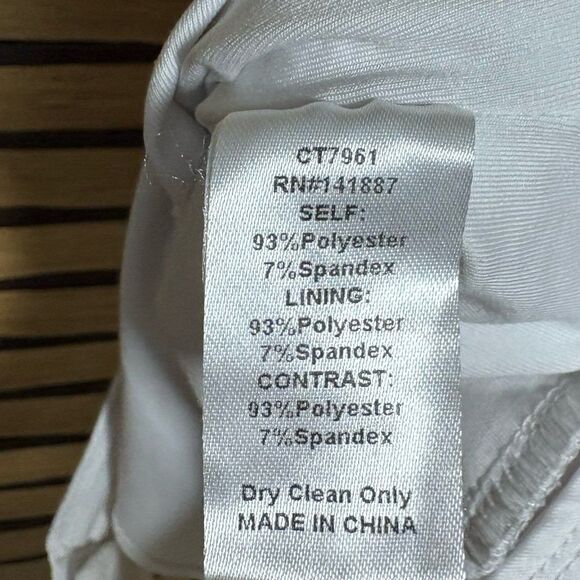 CT7961
RN#141887
SELF:
93%Polyester
7%Spandex
LINING:
93%Polyester
7%Spandex
CONTRAST:
93%Polyester
7%Spandex
Dry Clean Only
MADE IN CHINA